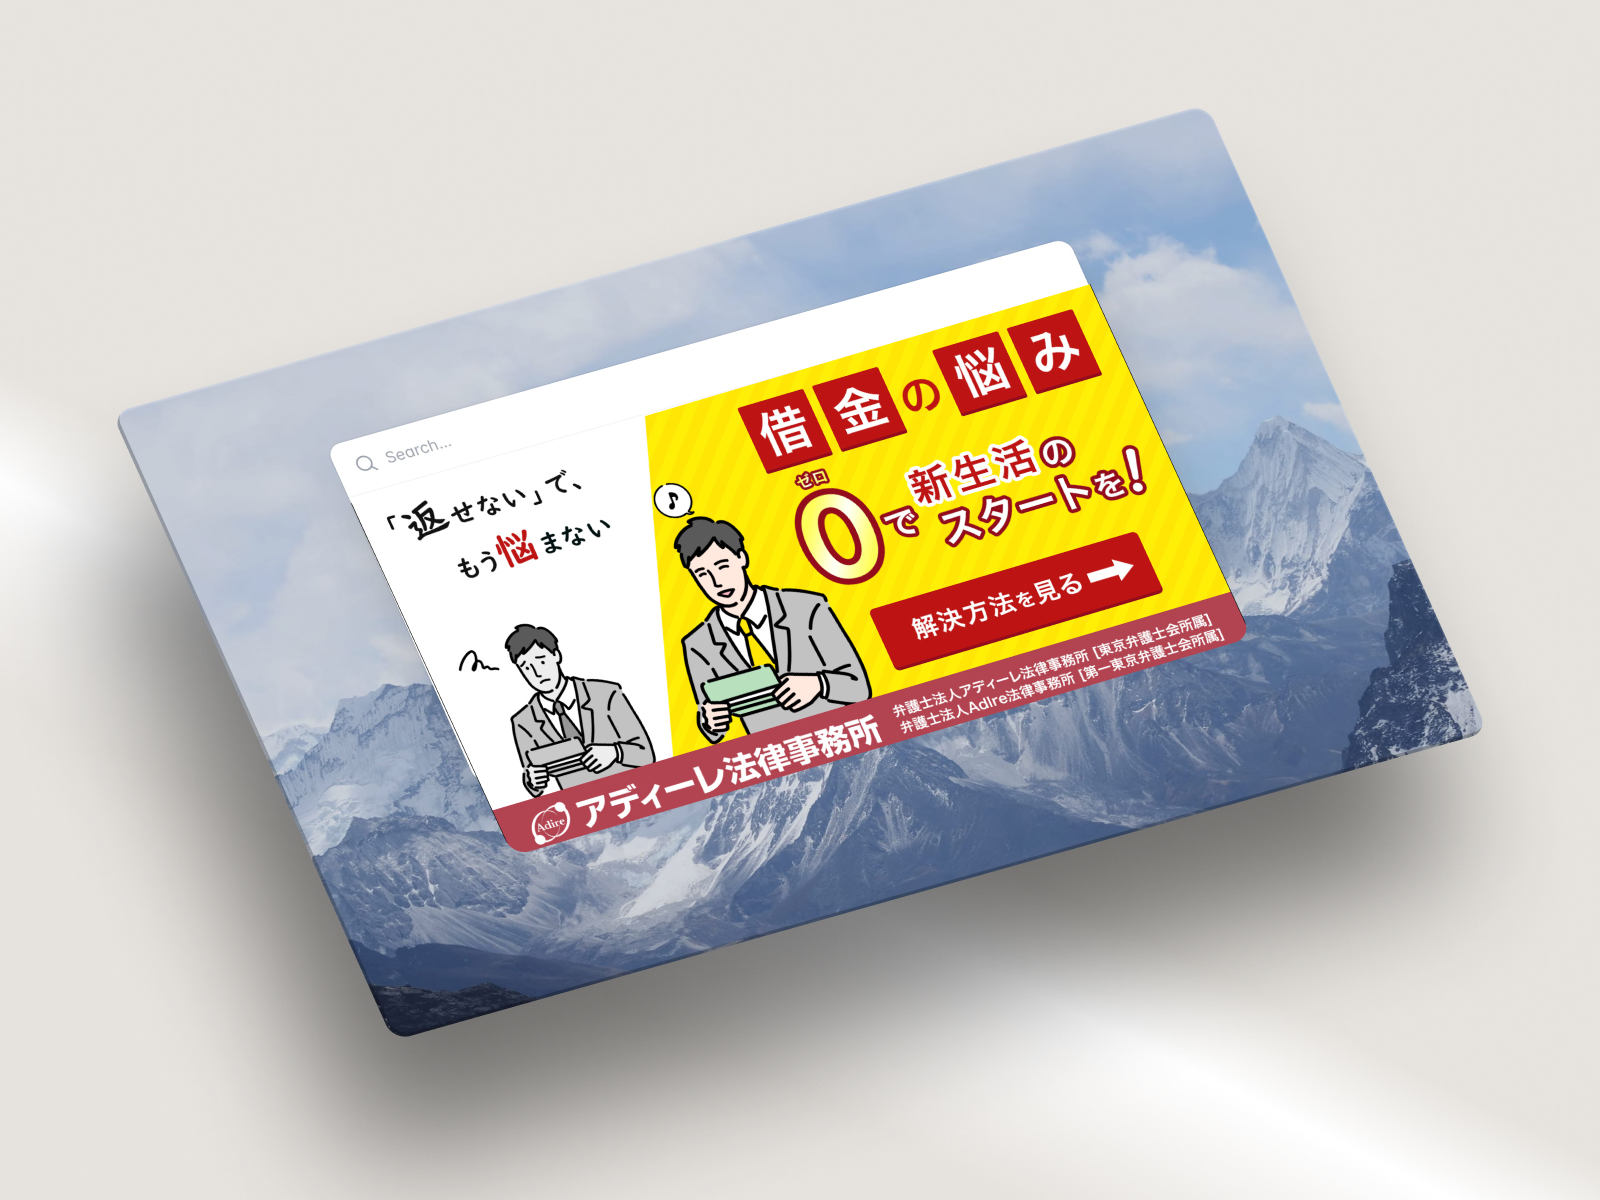 Search...
「返せない」で、
もう悩まない
♪
借金の悩み
ゼロ
0で新生活の
スタートを!
解決方法を見る
Adire
アディーレ法律事務所
弁護士法人アディーレ法律事務所［東京弁護士会所属］
弁護士法人AdIre法律事務所［第一東京弁護士会所属］